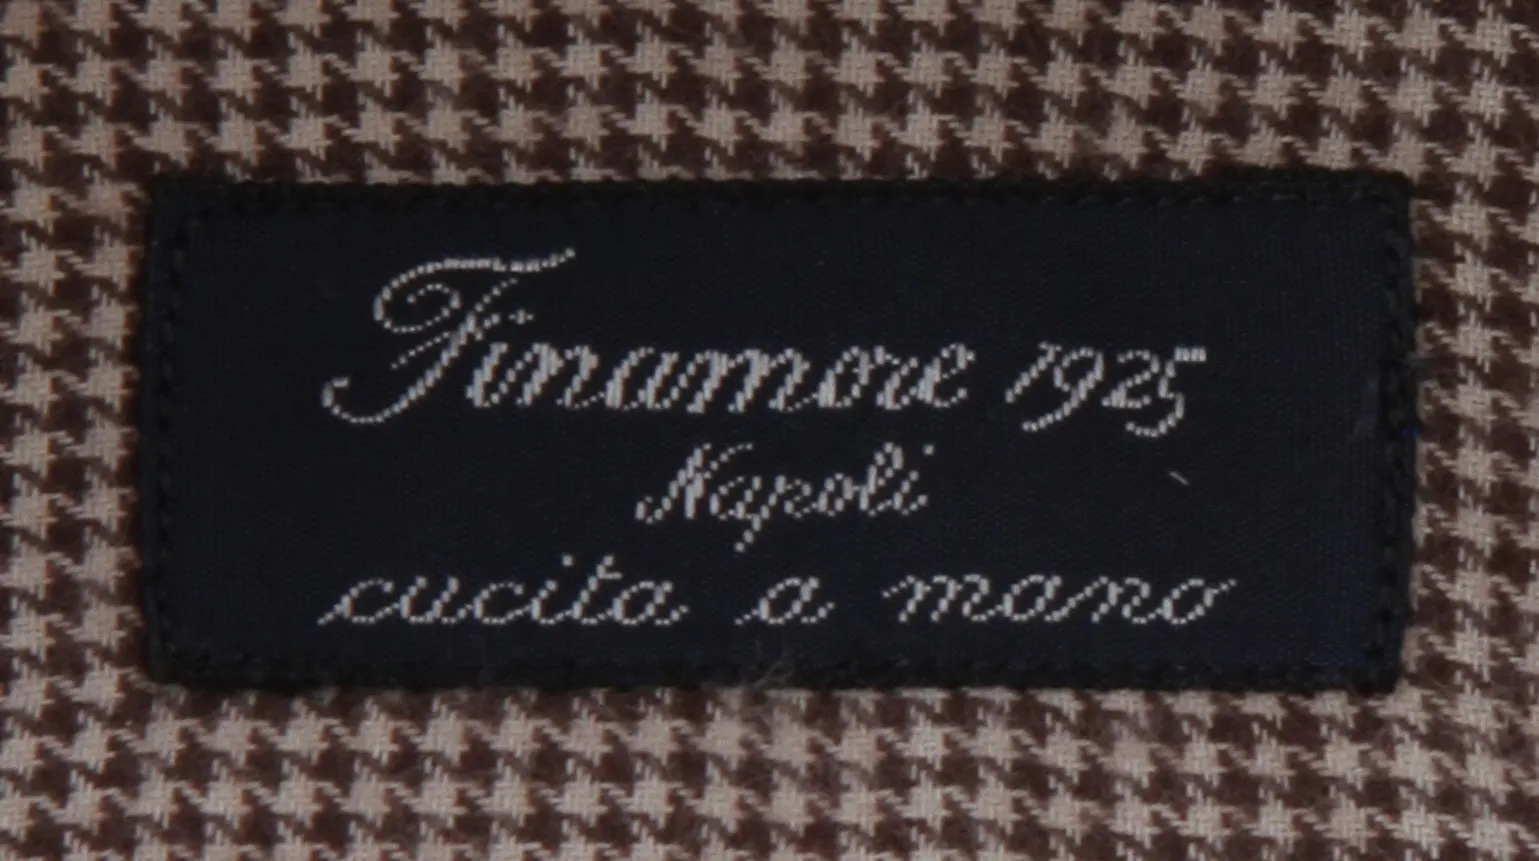 Finamore 1925
Napoli
cucita a mano